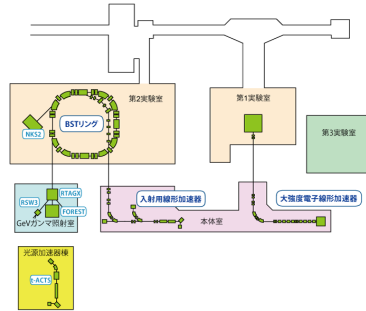 第2実験室
第1実験室
BSTリング
NKS2
第3実験室
RTAGX
RSW3
FOREST
GeVガンマ照射室
入射用線形加速器
大強度電子線形加速器
本体室
光源加速器棟
t-ACTS